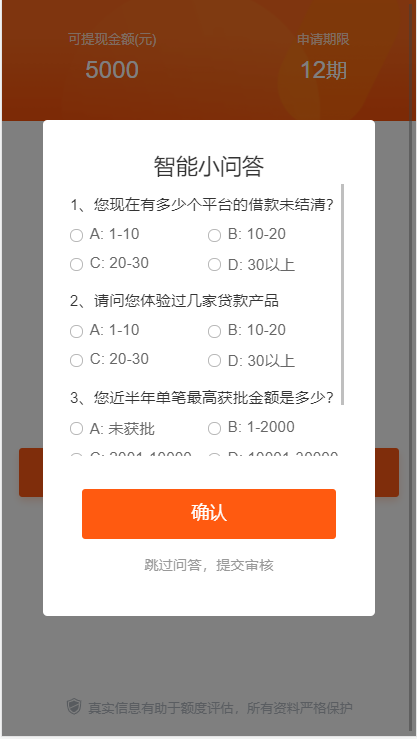 可提现金额(元) 申请期限
5000 12期
智能小问答
1、您现在有多少个平台的借款未结清?
A: 1-10 B: 10-20
C: 20-30 D: 30以上
2、请问您体验过几家贷款产品
A: 1-10 B: 10-20
C: 20-30 D: 30以上
3、您近半年单笔最高获批金额是多少?
A: 未获批 B: 1-2000
C: 2001-10000 D: 10001-30000
确认
跳过问答，提交审核
真实信息有助于额度评估，所有资料严格保护